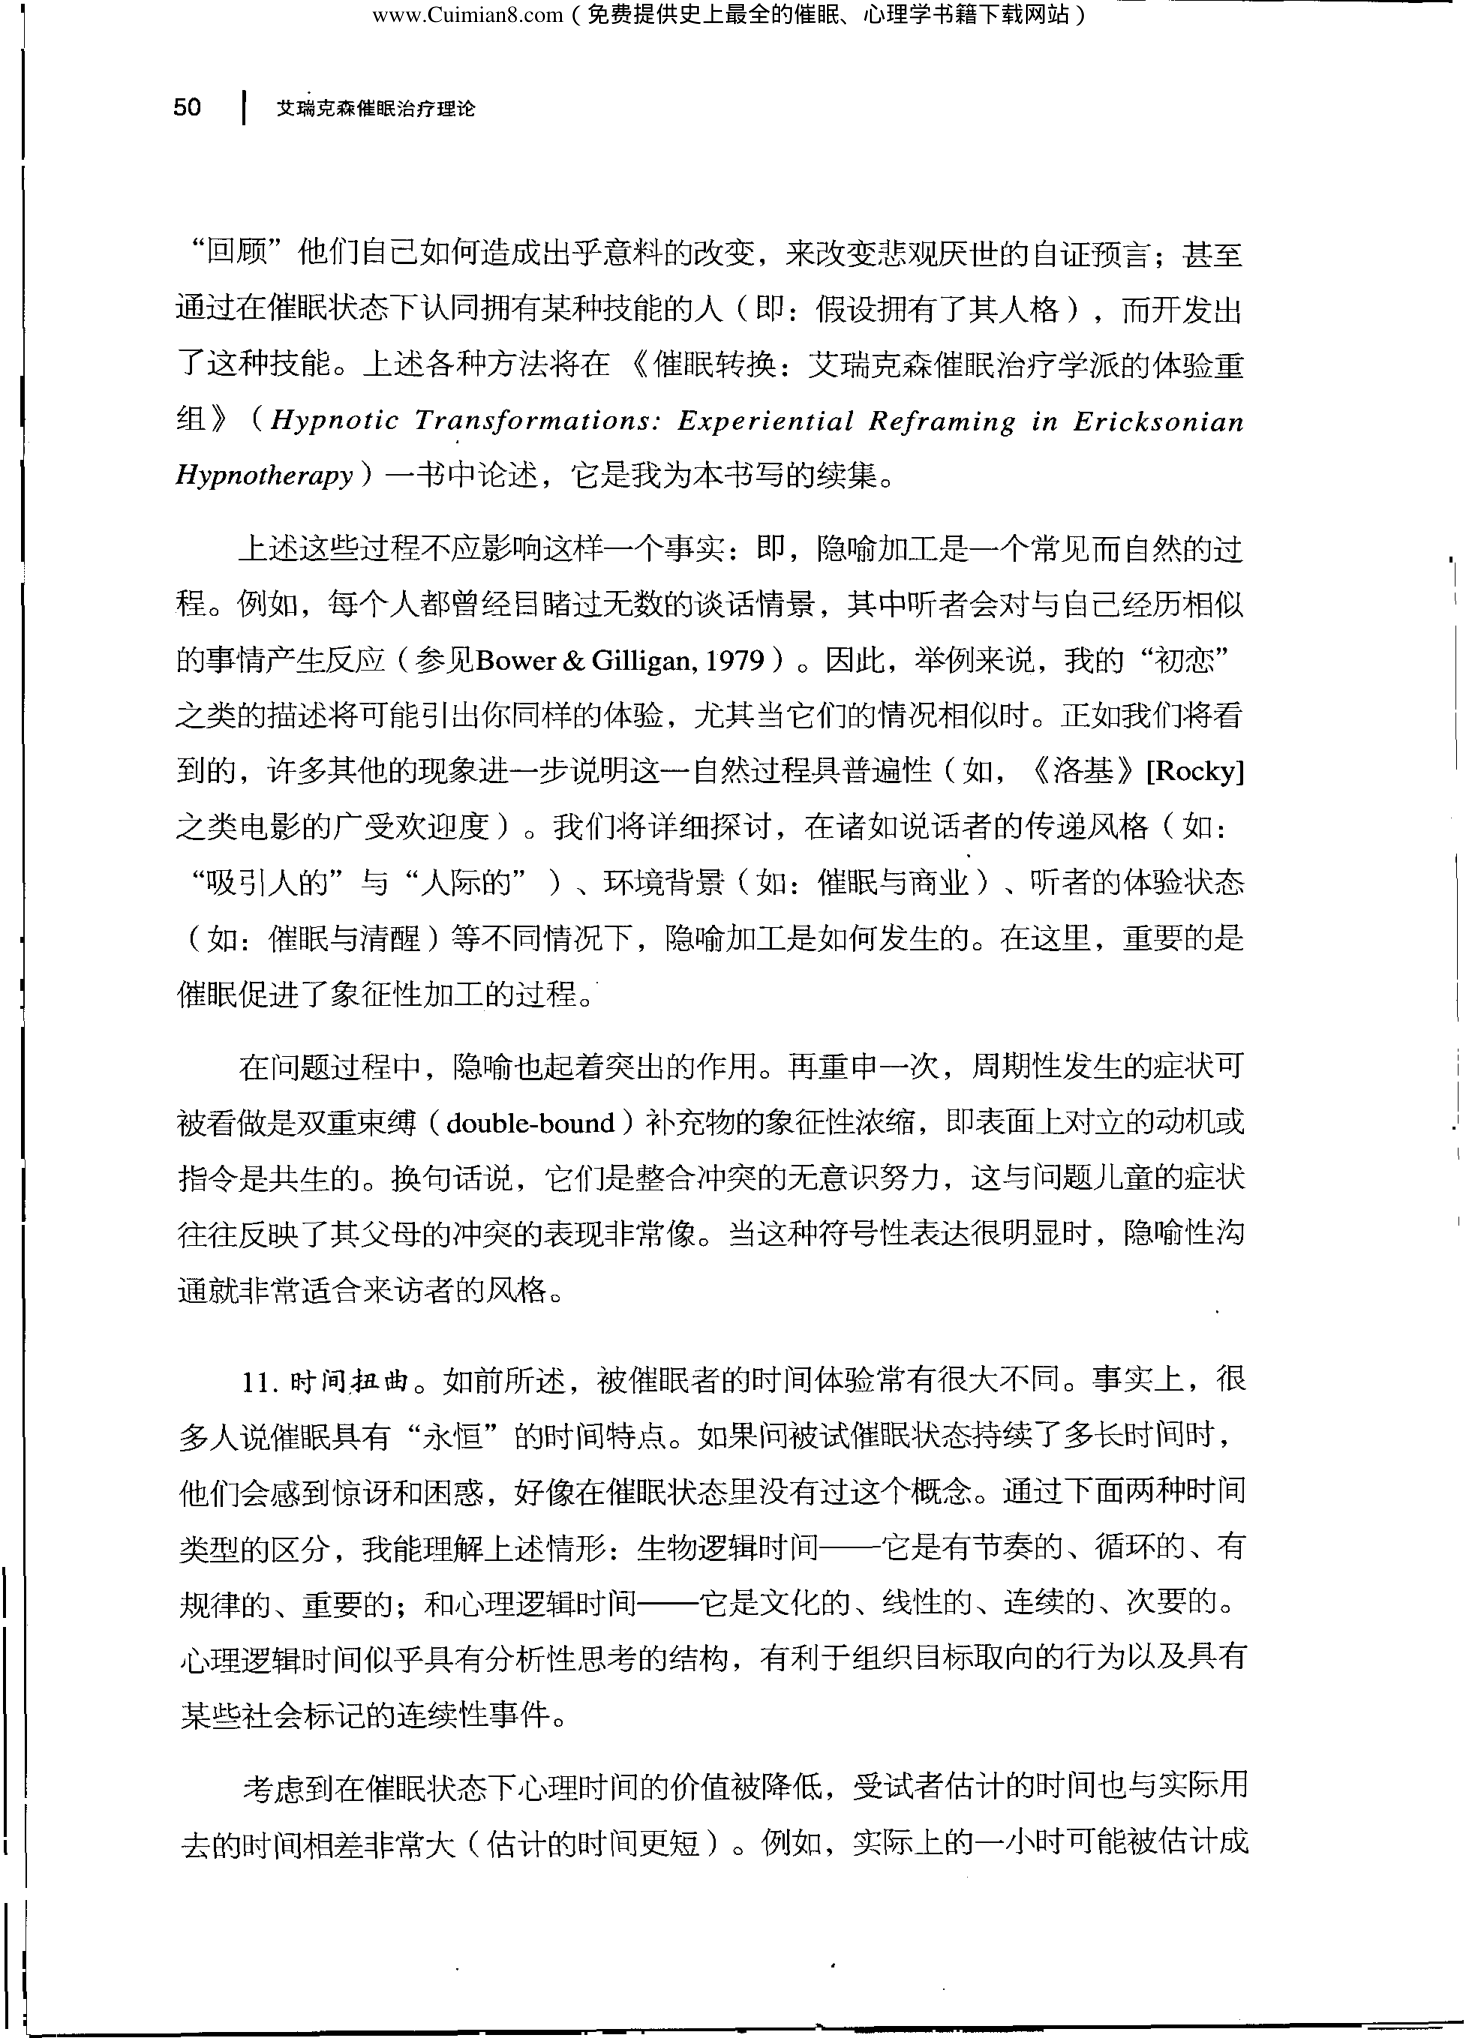 www.Cuimian8.com（免费提供史上最全的催眠、心理学书籍下载网站）
50 艾瑞克森催眠治疗理论
“回顾”他们自己如何造成出乎意料的改变，来改变悲观厌世的自证预言；甚至
通过在催眠状态下认同拥有某种技能的人（即：假设拥有了其人格），而开发出
了这种技能。上述各种方法将在《催眠转换：艾瑞克森催眠治疗学派的体验重
组》（Hypnotic Transformations: Experiential Reframing in Ericksonian
Hypnotherapy）一书中论述，它是我为本书写的续集。
上述这些过程不应影响这样一个事实：即，隐喻加工是一个常见而自然的过
程。例如，每个人都曾经目睹过无数的谈话情景，其中听者会对与自己经历相似
的事情产生反应（参见Bower & Gilligan, 1979）。因此，举例来说，我的“初恋”
之类的描述将可能引出你同样的体验，尤其当它们的情况相似时。正如我们将看
到的，许多其他的现象进一步说明这一自然过程具普遍性（如，《洛基》[Rocky]
之类电影的广受欢迎度）。我们将详细探讨，在诸如说话者的传递风格（如：
“吸引人的”与“人际的”）、环境背景（如：催眠与商业）、听者的体验状态
（如：催眠与清醒）等不同情况下，隐喻加工是如何发生的。在这里，重要的是
催眠促进了象征性加工的过程。
在问题过程中，隐喻也起着突出的作用。再重申一次，周期性发生的症状可
被看做是双重束缚（double-bound）补充物的象征性浓缩，即表面上对立的动机或
指令是共生的。换句话说，它们是整合冲突的无意识努力，这与问题儿童的症状
往往反映了其父母的冲突的表现非常像。当这种符号性表达很明显时，隐喻性沟
通就非常适合来访者的风格。
11. 时间扭曲。如前所述，被催眠者的时间体验常有很大不同。事实上，很
多人说催眠具有“永恒”的时间特点。如果问被试催眠状态持续了多长时间时，
他们会感到惊讶和困惑，好像在催眠状态里没有过这个概念。通过下面两种时间
类型的区分，我能理解上述情形：生物逻辑时间——它是有节奏的、循环的、有
规律的、重要的；和心理逻辑时间——它是文化的、线性的、连续的、次要的。
心理逻辑时间似乎具有分析性思考的结构，有利于组织目标取向的行为以及具有
某些社会标记的连续性事件。
考虑到在催眠状态下心理时间的价值被降低，受试者估计的时间也与实际用
去的时间相差非常大（估计的时间更短）。例如，实际上的一小时可能被估计成